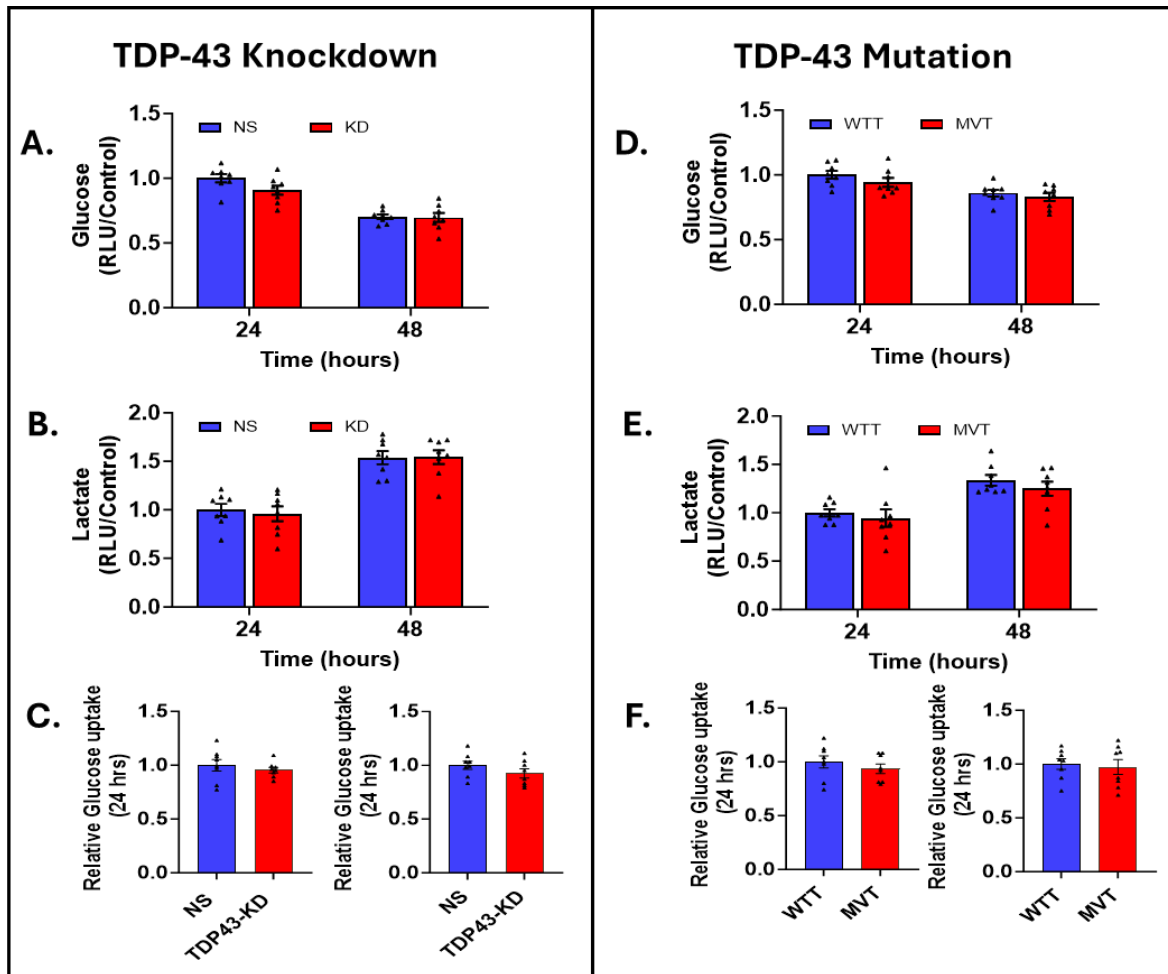 TDP-43 Knockdown
A.
Glucose
(RLU/Control)
1.5
1.0
0.5
0.0
NS
KD
24
48
Time (hours)
B.
Lactate
(RLU/Control)
2.0
1.5
1.0
0.5
0.0
NS
KD
24
48
Time (hours)
C.
Relative Glucose uptake
(24 hrs)
1.5
1.0
0.5
0.0
NS
TDP43-KD
Relative Glucose uptake
(24 hrs)
1.5
1.0
0.5
0.0
NS
TDP43-KD
TDP-43 Mutation
D.
Glucose
(RLU/Control)
1.5
1.0
0.5
0.0
WTT
MVT
24
48
Time (hours)
E.
Lactate
(RLU/Control)
2.0
1.5
1.0
0.5
0.0
WTT
MVT
24
48
Time (hours)
F.
Relative Glucose uptake
(24 hrs)
1.5
1.0
0.5
0.0
WTT
MVT
Relative Glucose uptake
(24 hrs)
1.5
1.0
0.5
0.0
WTT
MVT